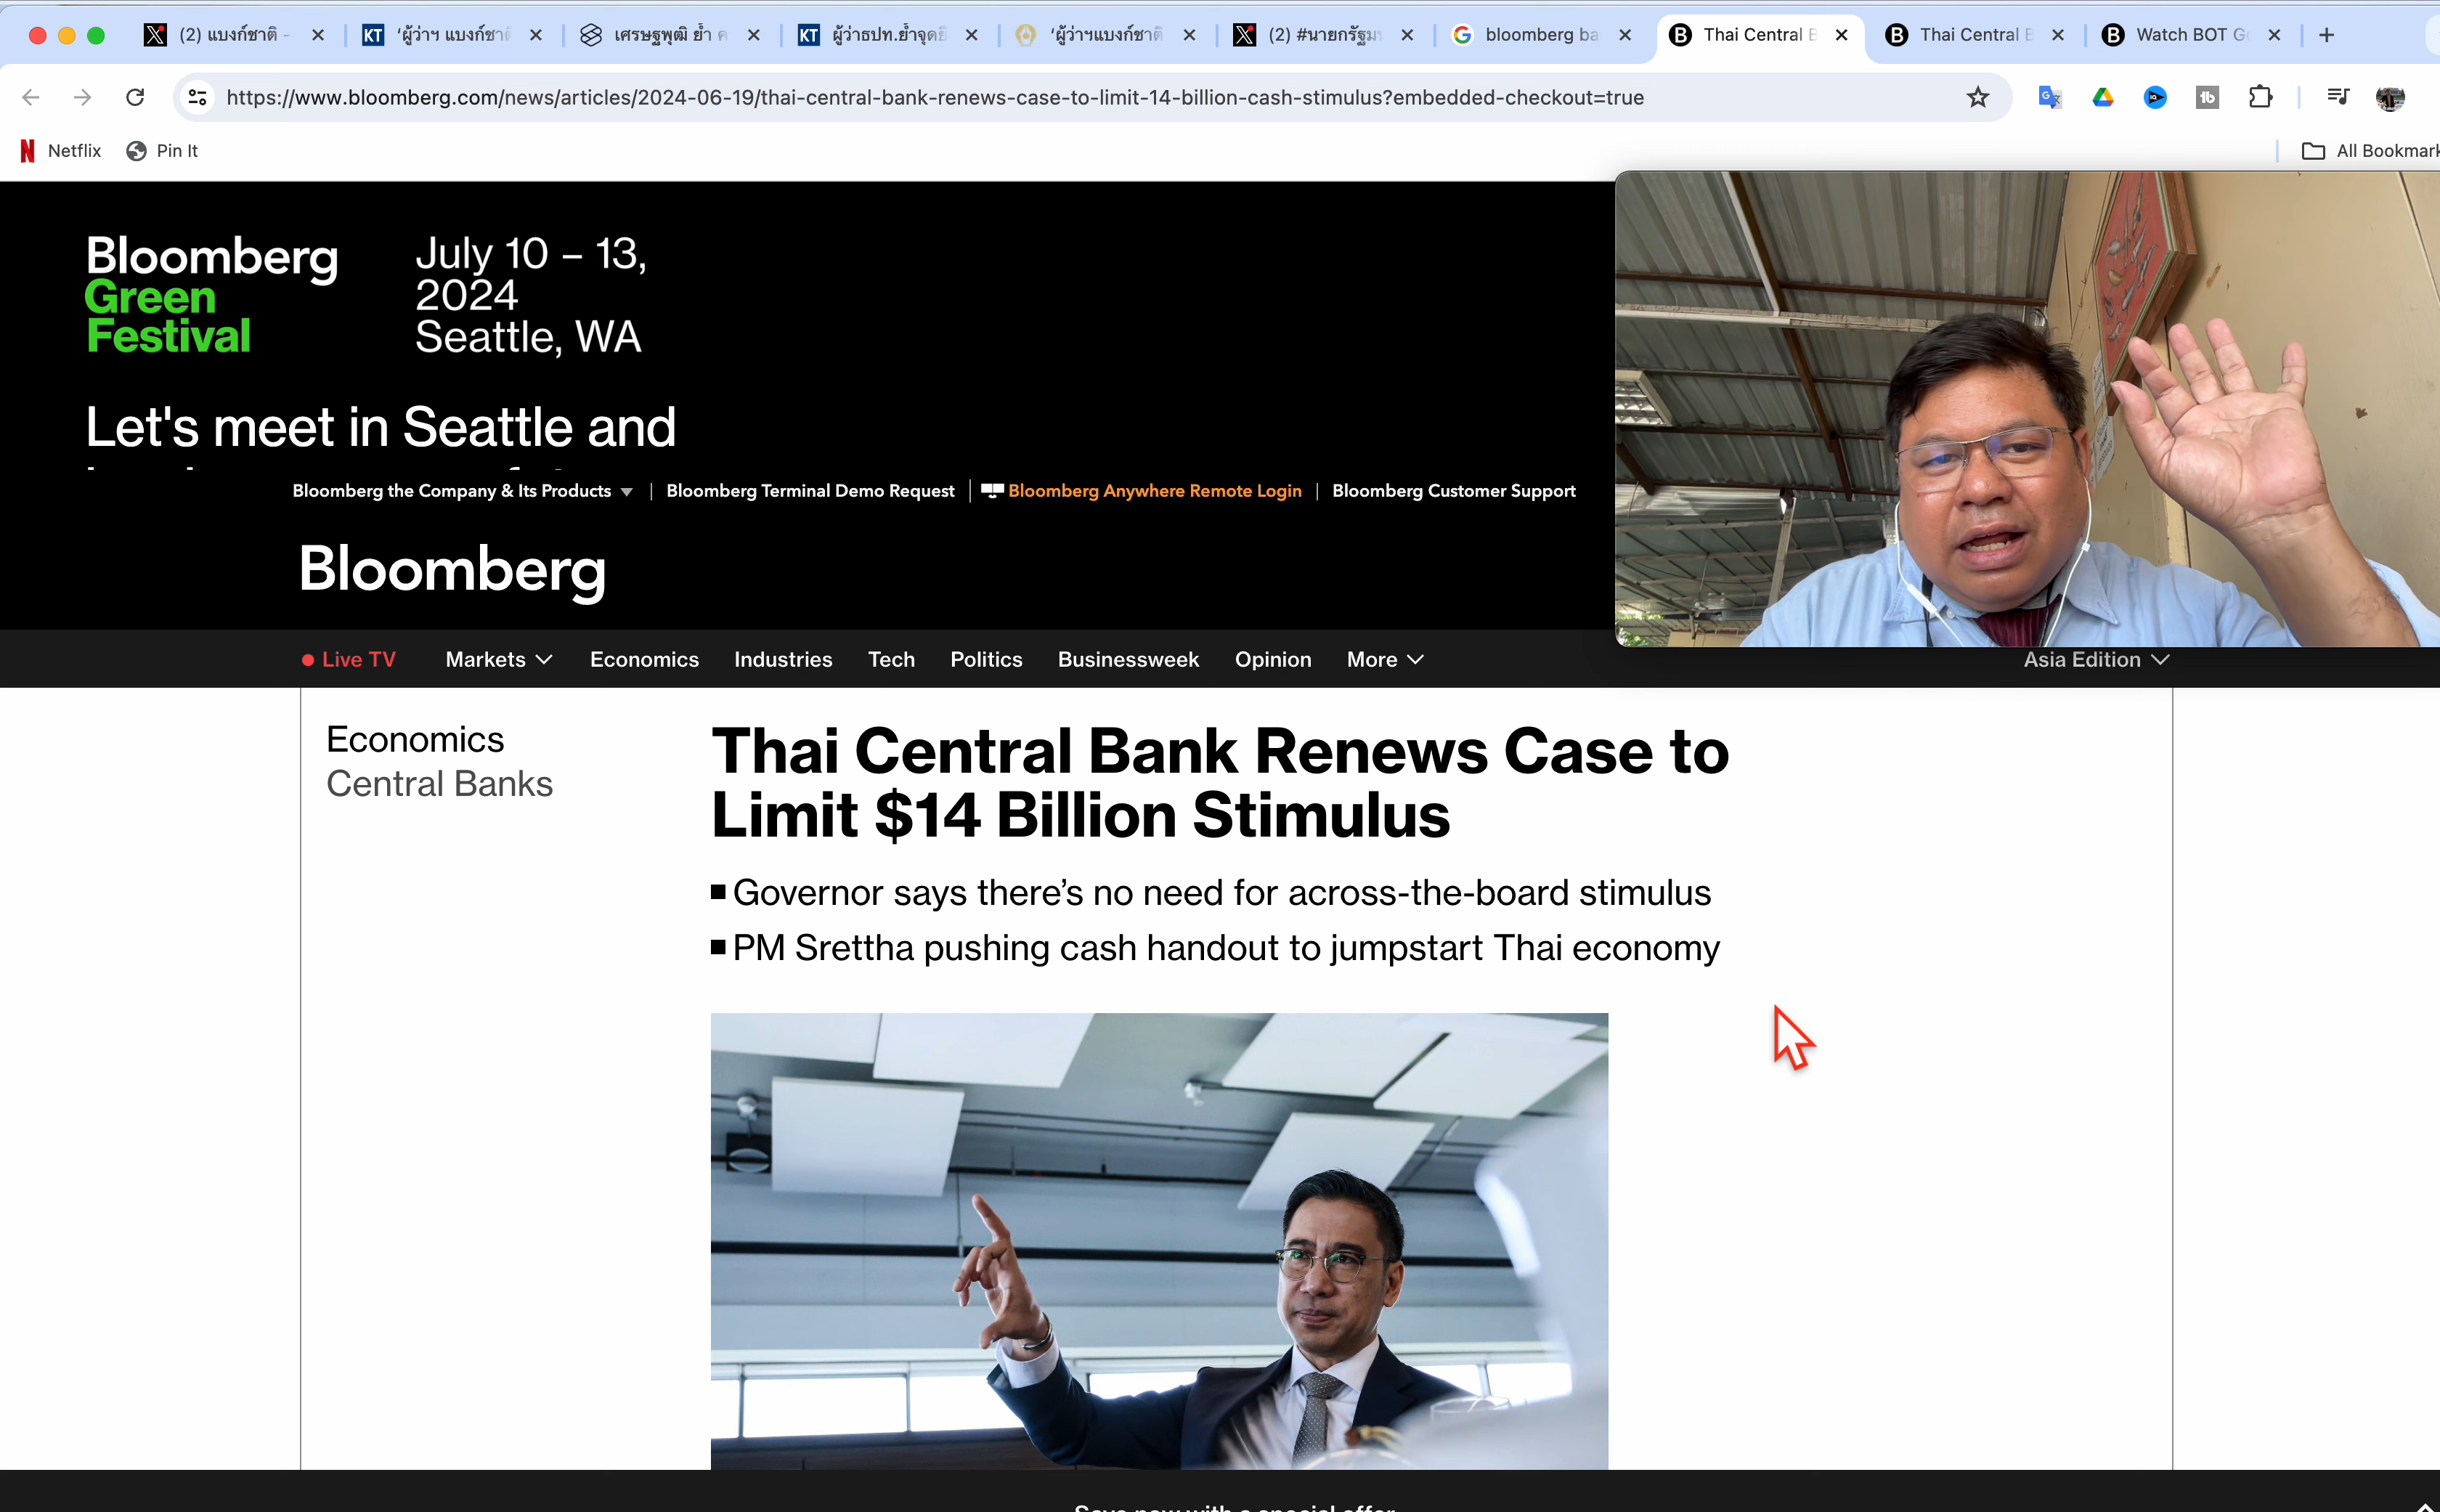 (2) แบงก์ชาติ -
KT
'ผู้ว่าฯ แบงก์ชาติ
เศรษฐพุฒิ ย้ำ
KT
ผู้ว่าธปท.ย้ำจุดยื
'ผู้ว่าฯแบงก์ชาติ
(2) #นายกรัฐม
bloomberg ba
Thai Central B
Thai Central B
Watch BOT G
https://www.bloomberg.com/news/articles/2024-06-19/thai-central-bank-renews-case-to-limit-14-billion-cash-stimulus?embedded-checkout=true
Netflix
Pin It
All Bookmark
Bloomberg
Green
Festival
July 10 – 13,
2024
Seattle, WA
Let's meet in Seattle and
Bloomberg the Company & Its Products
Bloomberg Terminal Demo Request
Bloomberg Anywhere Remote Login
Bloomberg Customer Support
Bloomberg
Live TV
Markets
Economics
Industries
Tech
Politics
Businessweek
Opinion
More
Asia Edition
Economics
Central Banks
Thai Central Bank Renews Case to
Limit $14 Billion Stimulus
Governor says there's no need for across-the-board stimulus
PM Srettha pushing cash handout to jumpstart Thai economy
Save now with a special offer